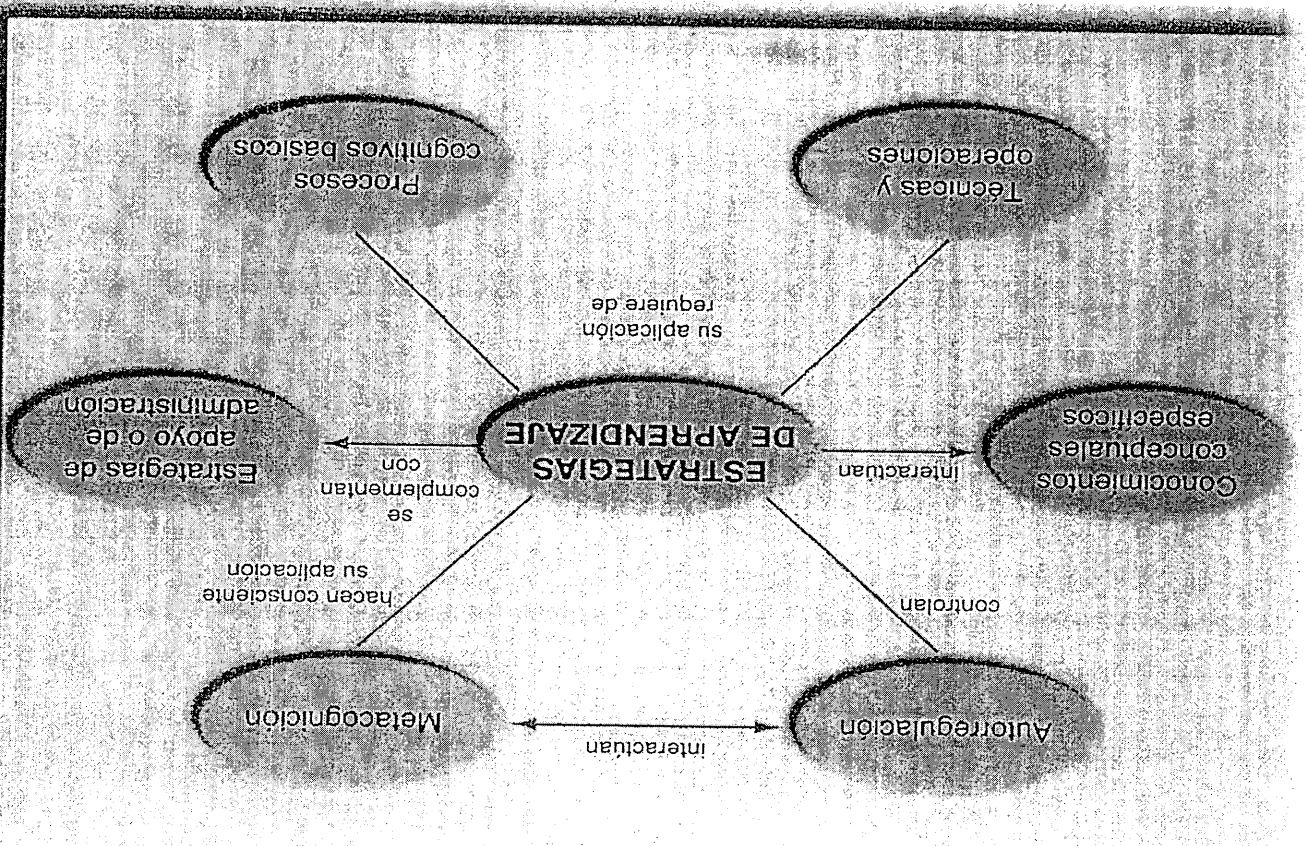 Autorregulación
interactúan
Metacognición
controlan
hacen consciente
su aplicación
Conocimientos
conceptuales
específicos
interactuan
ESTRATEGIAS
DE APRENDIZAJE
se
complementan
con
Estrategias de
apoyo o de
administración
su aplicación
requiere de
Técnicas y
operaciones
Procesos
cognitivos básicos